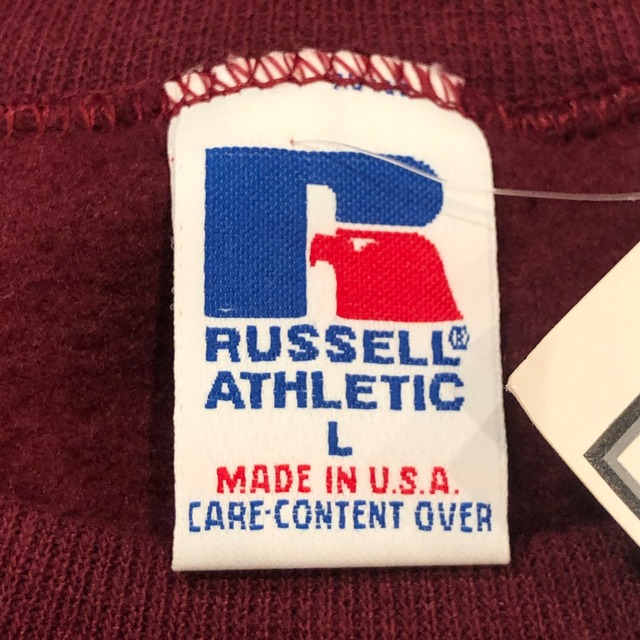 RUSSELL®
ATHLETIC
L
MADE IN U.S.A.
CARE-CONTENT OVER